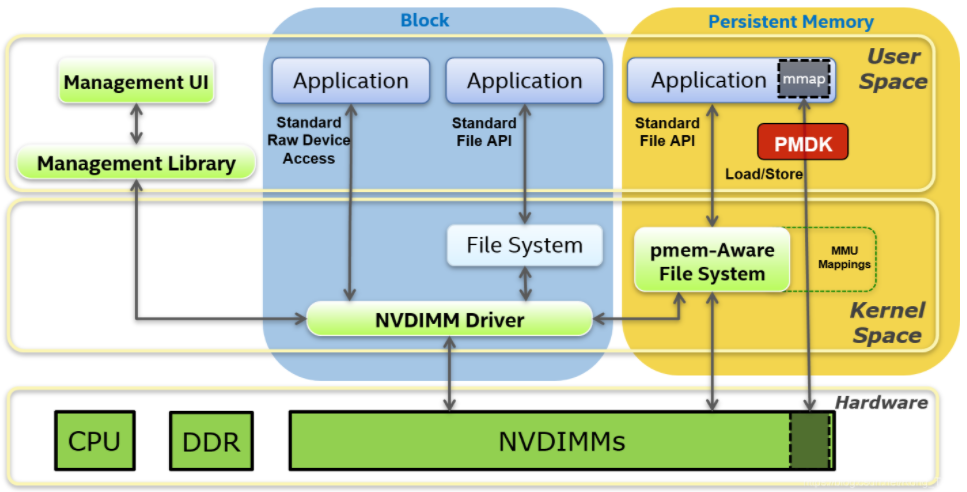 Block
Persistent Memory
User
Space
Management UI
Application
Application
Application
mmap
Standard
Raw Device
Access
Standard
File API
Standard
File API
PMDK
Management Library
Load/Store
File System
pmem-Aware
File System
MMU
Mappings
NVDIMM Driver
Kernel
Space
Hardware
CPU
DDR
NVDIMMs